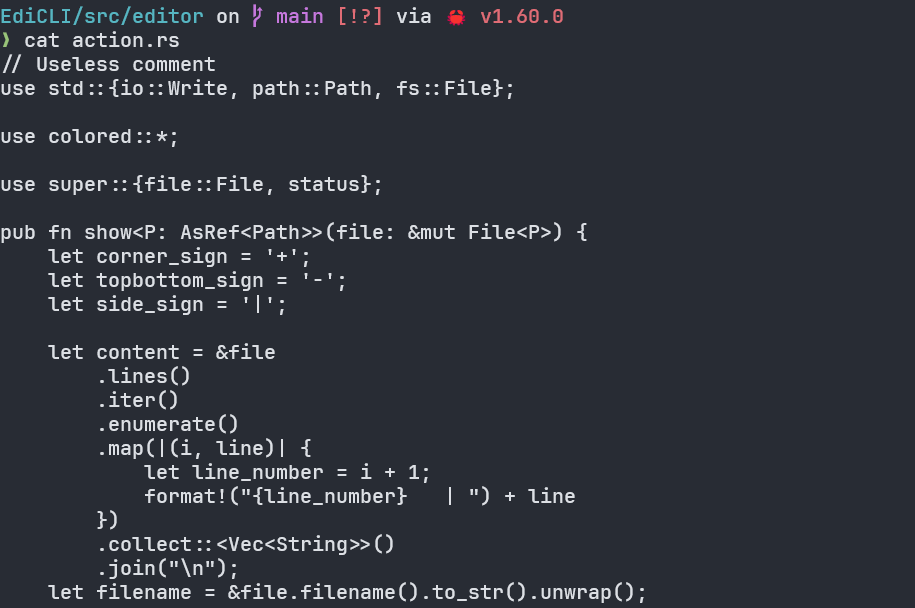 EdiCLI/src/editor on main [!?] via 🦀 v1.60.0
❯ cat action.rs
// Useless comment
use std::{io::Write, path::Path, fs::File};

use colored::*;

use super::{file::File, status};

pub fn show<P: AsRef<Path>>(file: &mut File<P>) {
    let corner_sign = '+';
    let topbottom_sign = '-';
    let side_sign = '|';

    let content = &file
        .lines()
        .iter()
        .enumerate()
        .map(|(i, line)| {
            let line_number = i + 1;
            format!("{line_number}   | ") + line
        })
        .collect::<Vec<String>>()
        .join("\n");
    let filename = &file.filename().to_str().unwrap();